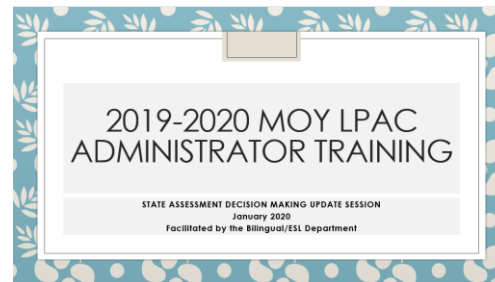 2019-2020 MOY LPAC
ADMINISTRATOR TRAINING
STATE ASSESSMENT DECISION MAKING UPDATE SESSION
January 2020
Facilitated by the Bilingual/ESL Department